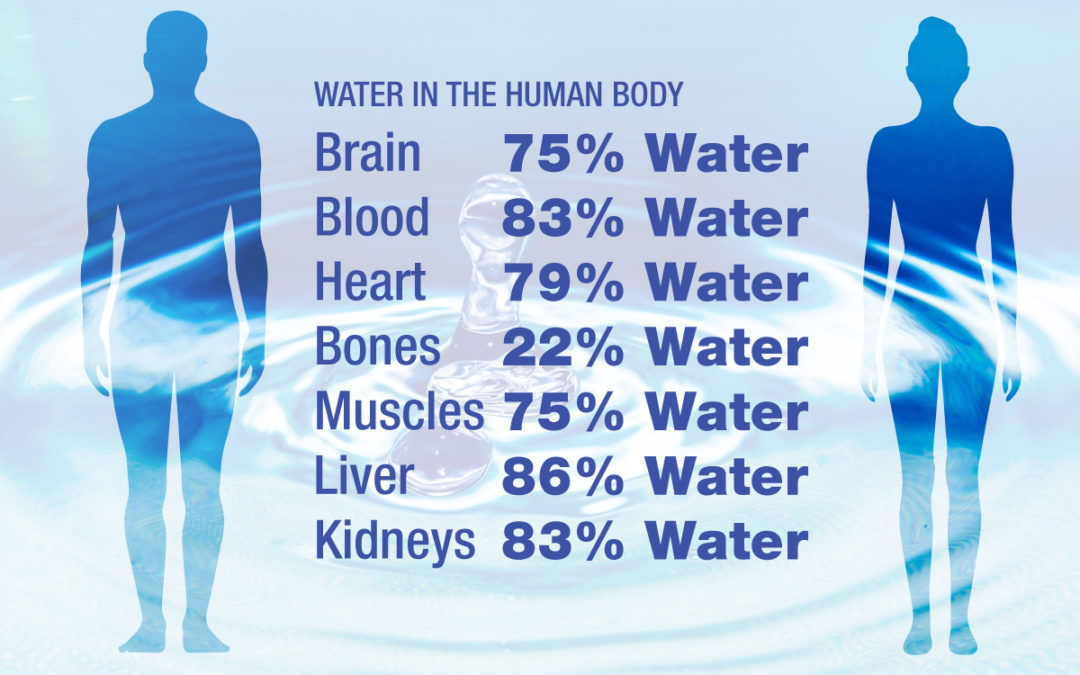 WATER IN THE HUMAN BODY
Brain 75% Water
Blood 83% Water
Heart 79% Water
Bones 22% Water
Muscles 75% Water
Liver 86% Water
Kidneys 83% Water